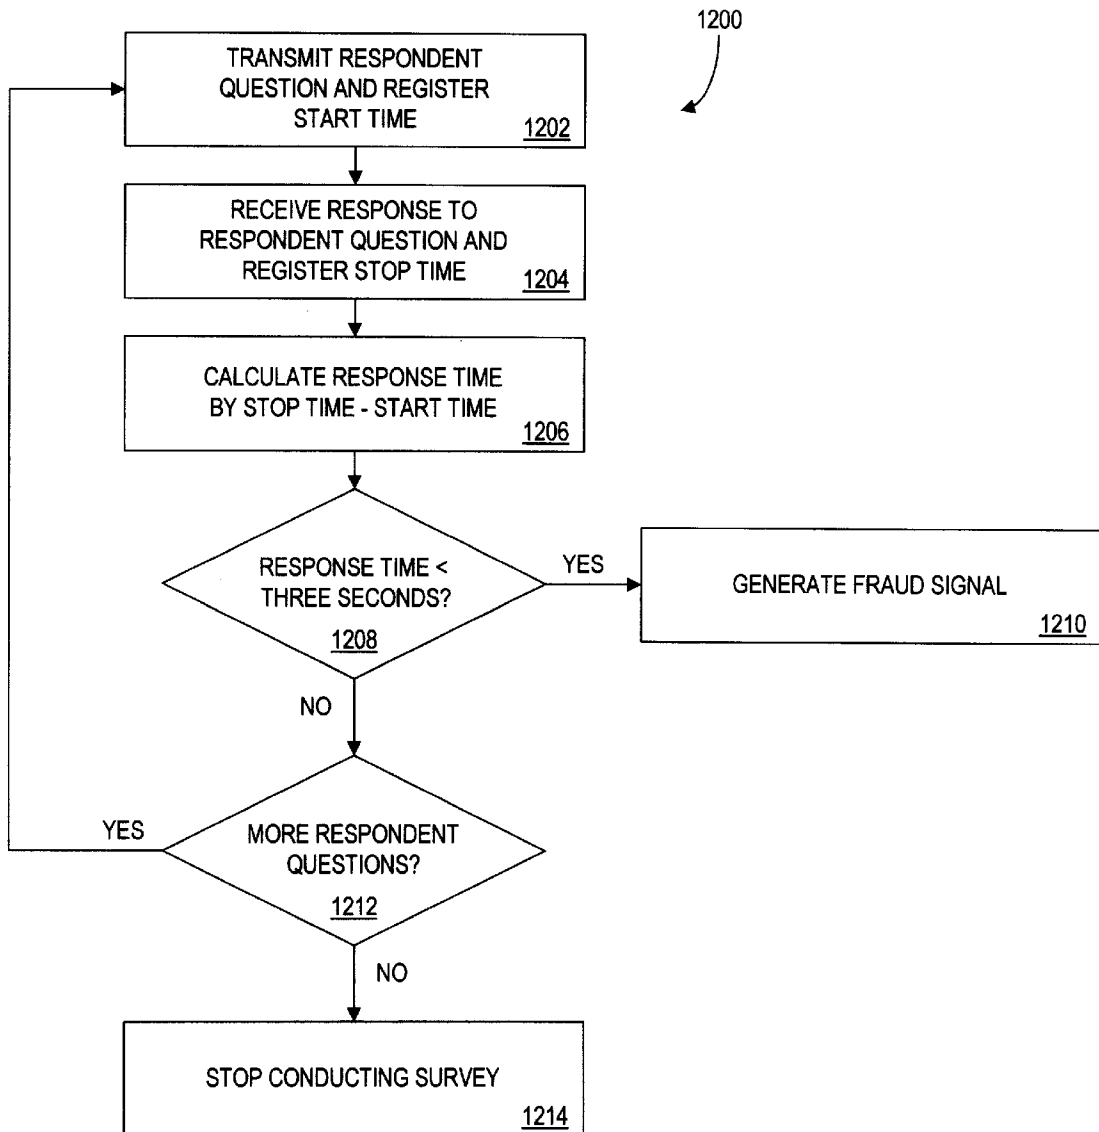 1200
TRANSMIT RESPONDENT
QUESTION AND REGISTER
START TIME
1202
RECEIVE RESPONSE TO
RESPONDENT QUESTION AND
REGISTER STOP TIME
1204
CALCULATE RESPONSE TIME
BY STOP TIME - START TIME
1206
RESPONSE TIME <
THREE SECONDS?
1208
YES
GENERATE FRAUD SIGNAL
1210
NO
MORE RESPONDENT
QUESTIONS?
1212
YES
NO
STOP CONDUCTING SURVEY
1214